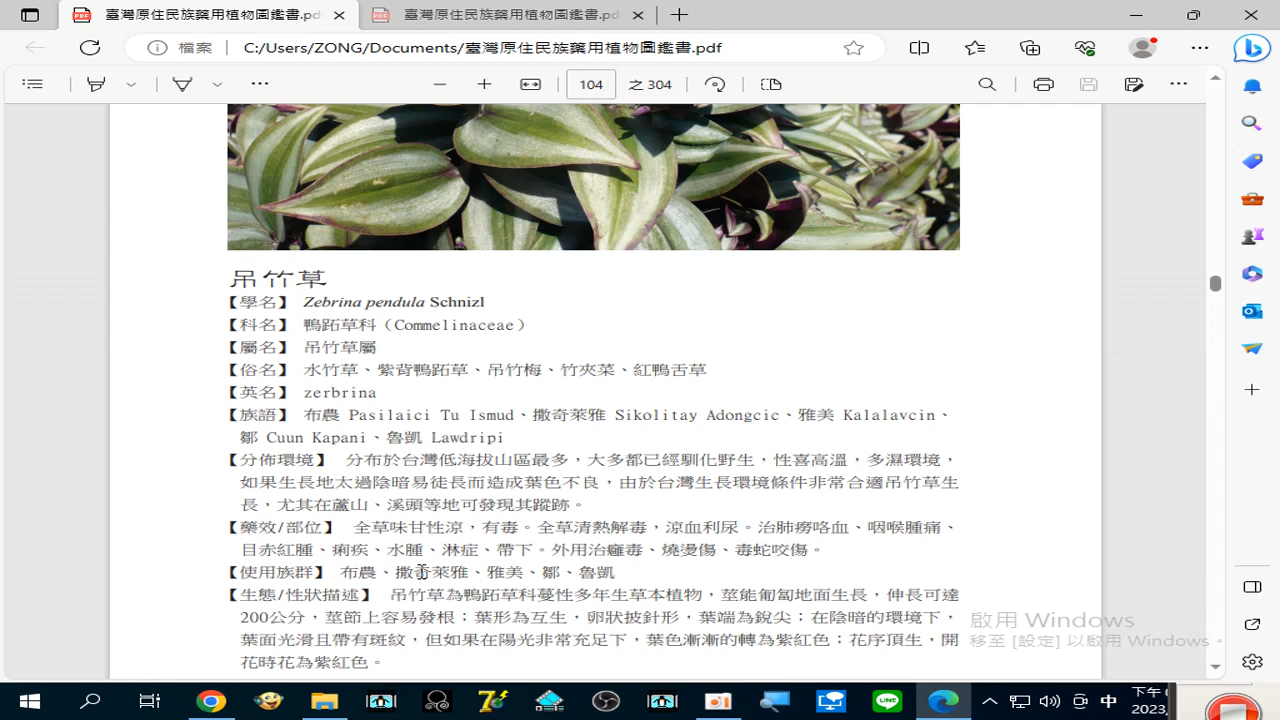 臺灣原住民族藥用植物圖鑑書.pdf
臺灣原住民族藥用植物圖鑑書.pdf
檔案 C:/Users/ZONG/Documents/臺灣原住民族藥用植物圖鑑書.pdf
104 之 304
吊竹草
【學名】 Zebrina pendula Schnizl
【科名】 鴨跖草科（Commelinaceae）
【屬名】 吊竹草屬
【俗名】 水竹草、紫背鴨跖草、吊竹梅、竹夾菜、紅鴨舌草
【英名】 zerbrina
【族語】 布農 Pasilaici Tu Ismud、撒奇萊雅 Sikolitay Adongcic、雅美 Kalalavcin、
鄒 Cuun Kapani、魯凱 Lawdripi
【分佈環境】 分布於台灣低海拔山區最多，大多都已經馴化野生，性喜高溫，多濕環境，
如果生長地太過陰暗易徒長而造成葉色不良，由於台灣生長環境條件非常合適吊竹草生
長，尤其在蘆山、溪頭等地可發現其蹤跡。
【藥效/部位】 全草味甘性涼，有毒。全草清熱解毒，涼血利尿。治肺癆咯血、咽喉腫痛、
目赤紅腫、痢疾、水腫、淋症、帶下。外用治癰毒、燒燙傷、毒蛇咬傷。
【使用族群】 布農、撒奇萊雅、雅美、鄒、魯凱
【生態/性狀描述】 吊竹草為鴨跖草科蔓性多年生草本植物，莖能匍匐地面生長，伸長可達
200公分，莖節上容易發根；葉形為互生，卵狀披針形，葉端為銳尖；在陰暗的環境下，
葉面光滑且帶有斑紋，但如果在陽光非常充足下，葉色漸漸的轉為紫紅色；花序頂生，開
花時花為紫紅色。
啟用 Windows
移至 [設定] 以啟用 Windows。
中 下午
2023